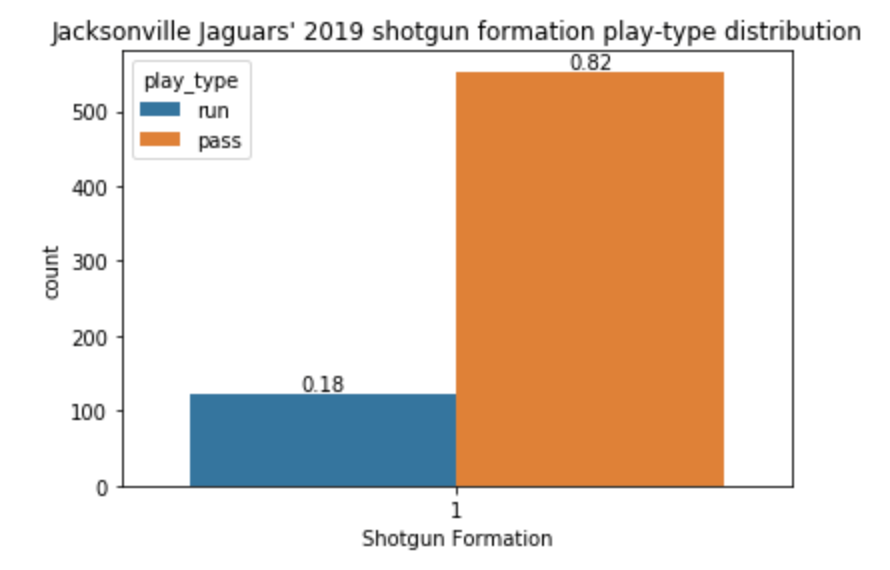 Jacksonville Jaguars' 2019 shotgun formation play-type distribution
0.82
play_type
run
pass
500
400
300
200
100
0
count
0.18
1
Shotgun Formation